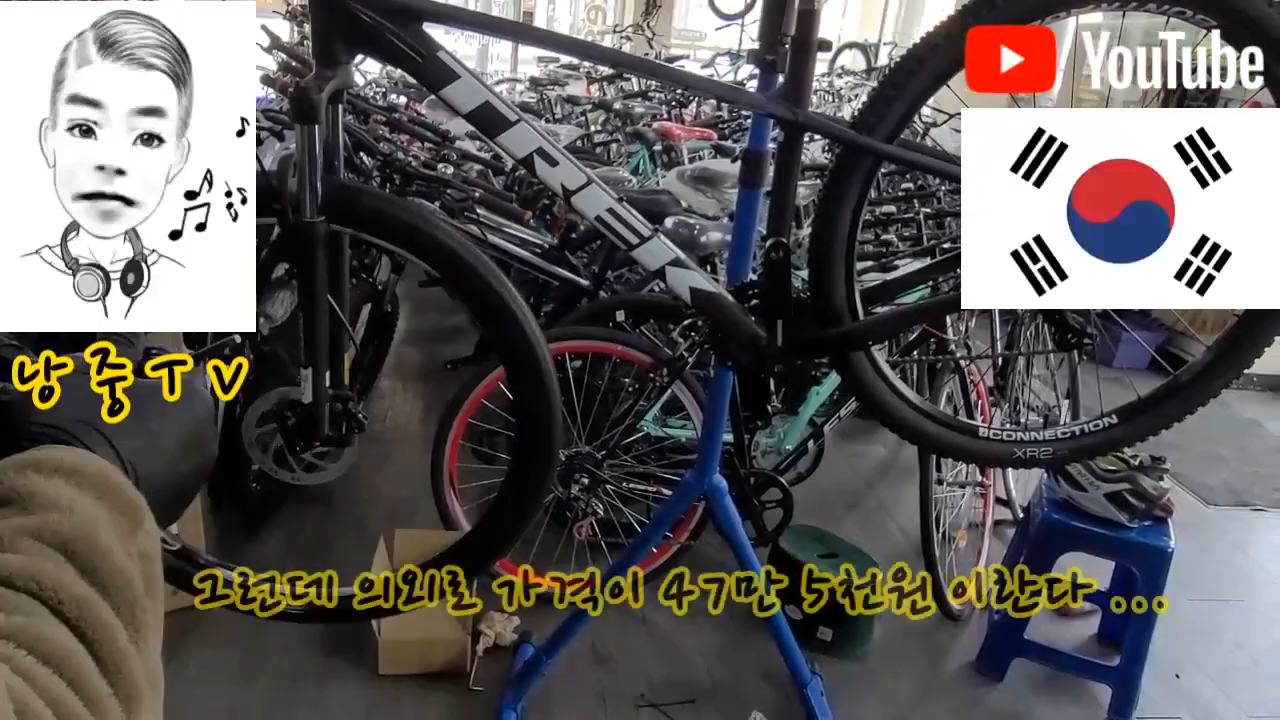 YouTube
TREK
낭중TV
CONNECTION
XR2
그런데 의외로 가격이 47만 5천원 이란다 ...